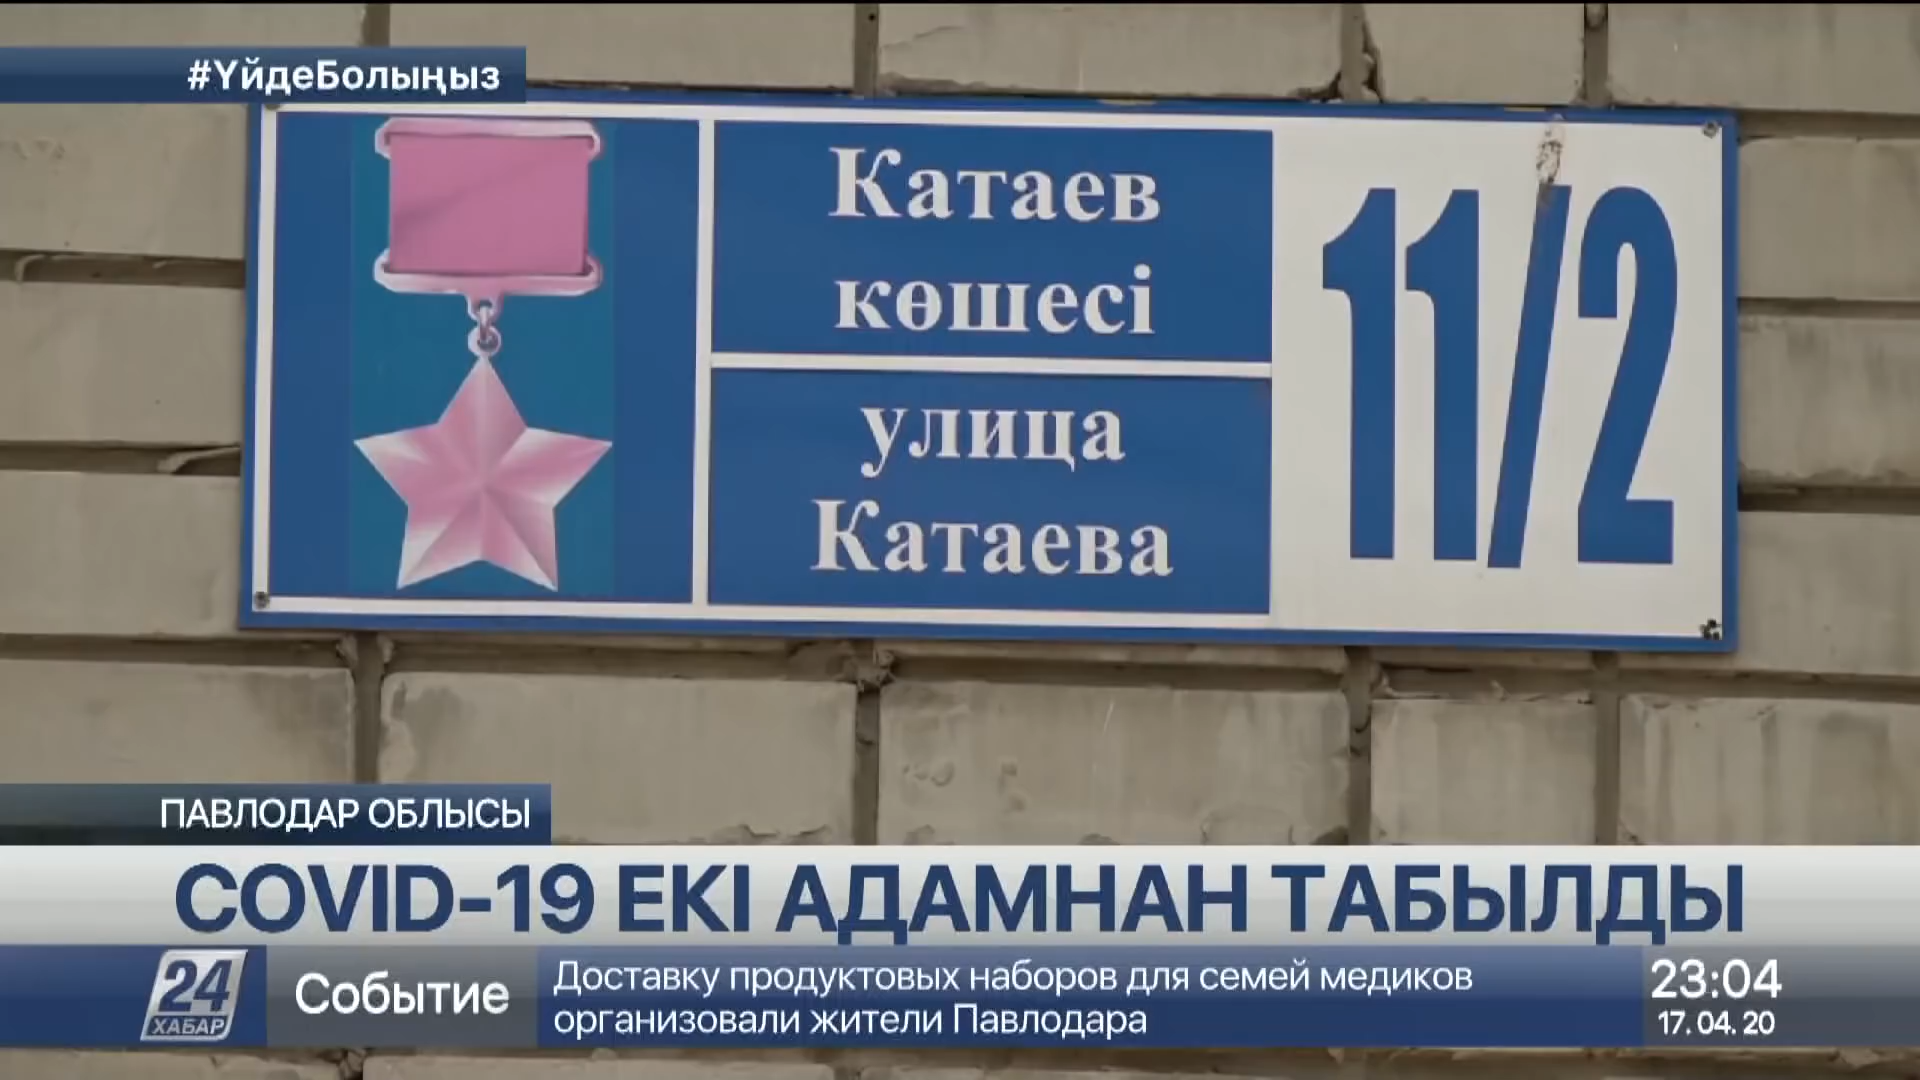 #ҮйдеБолыңыз
Катаев
көшесі
улица
Катаева
11/2
ПАВЛОДАР ОБЛЫСЫ
COVID-19 ЕКІ АДАМНАН ТАБЫЛДЫ
24
ХАБАР
Событие
Доставку продуктовых наборов для семей медиков
организовали жители Павлодара
23:04
17. 04. 20